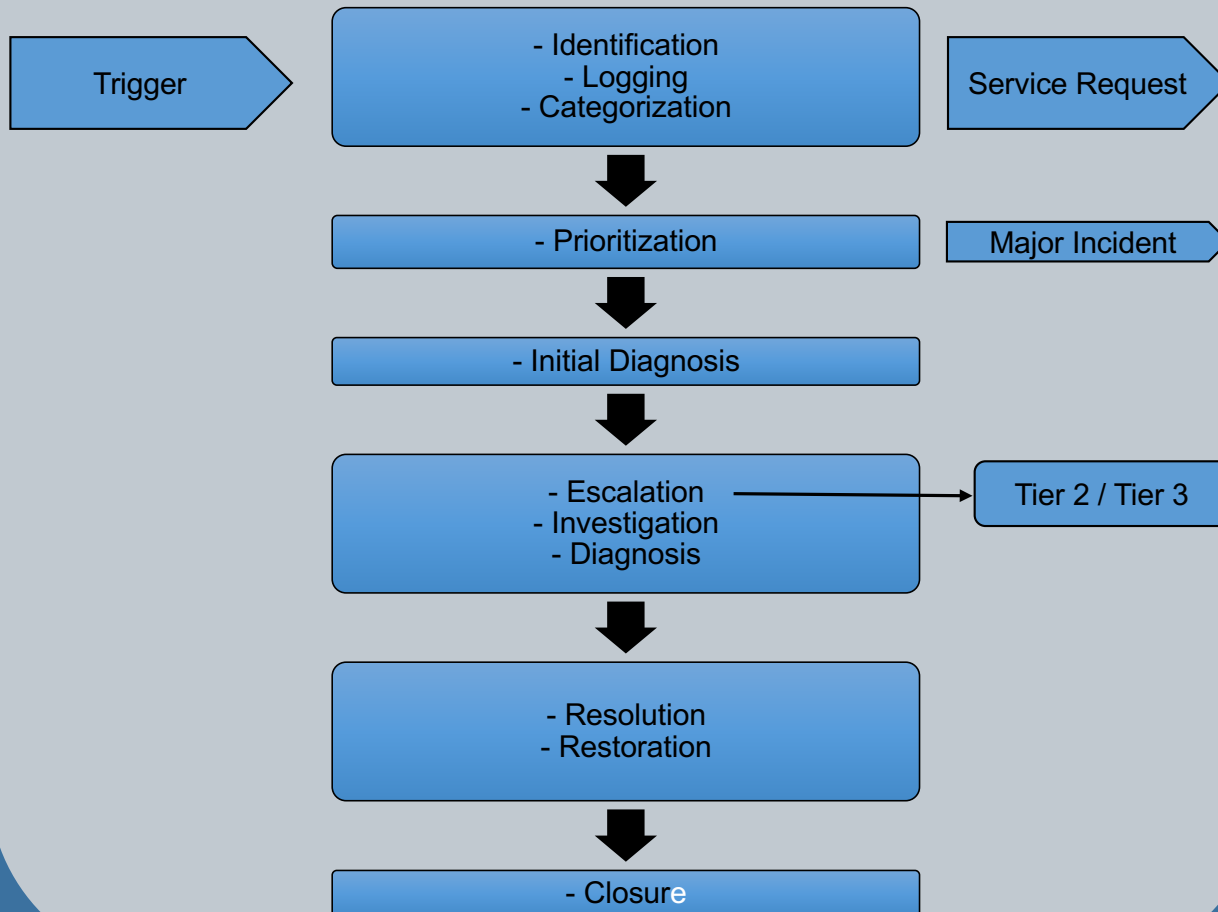 Trigger
- Identification
- Logging
- Categorization
Service Request
- Prioritization
Major Incident
- Initial Diagnosis
- Escalation
- Investigation
- Diagnosis
Tier 2 / Tier 3
- Resolution
- Restoration
- Closure